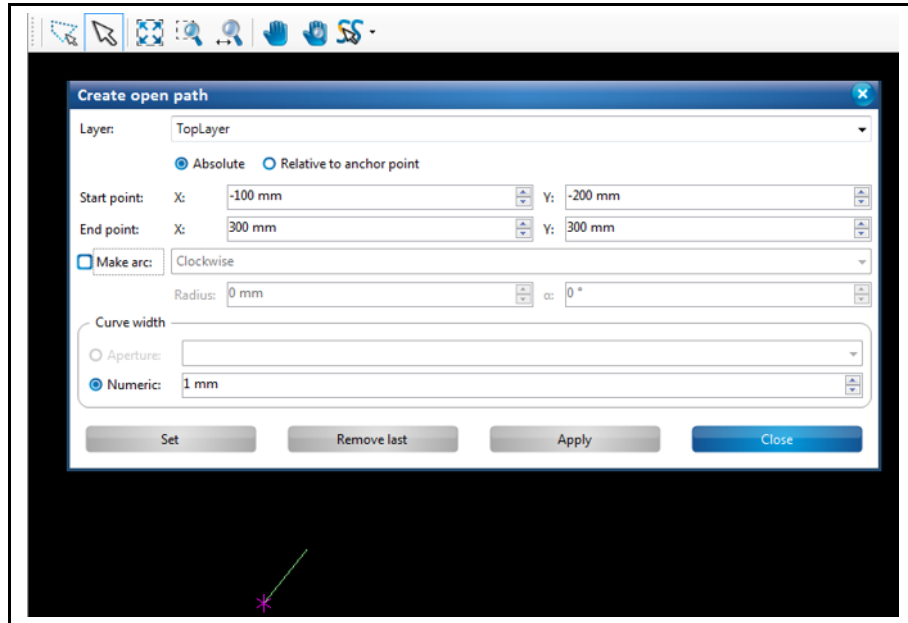 Create open path
Layer: TopLayer
Absolute Relative to anchor point
Start point: X: -100 mm Y: -200 mm
End point: X: 300 mm Y: 300 mm
Make arc: Clockwise
Radius: 0 mm α: 0 °
Curve width
Aperture:
Numeric: 1 mm
Set Remove last Apply Close